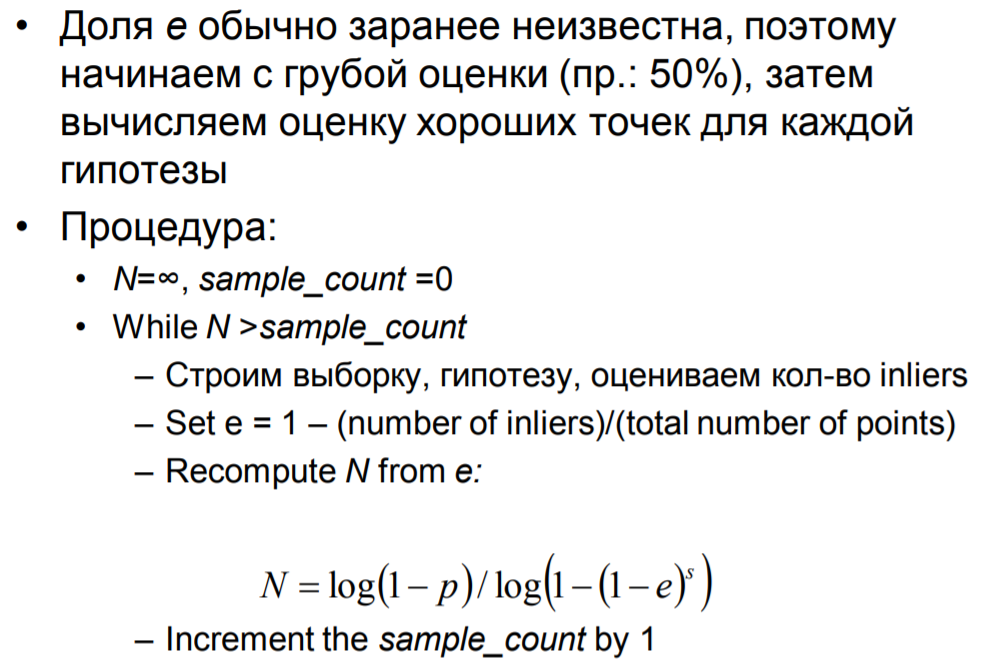 • Доля e обычно заранее неизвестна, поэтому
начинаем с грубой оценки (пр.: 50%), затем
вычисляем оценку хороших точек для каждой
гипотезы
• Процедура:
• N=∞, sample_count =0
• While N >sample_count
– Строим выборку, гипотезу, оцениваем кол-во inliers
– Set e = 1 – (number of inliers)/(total number of points)
– Recompute N from e:
N = log(1 – p)/ log(1 – (1 – e)^s)
– Increment the sample_count by 1